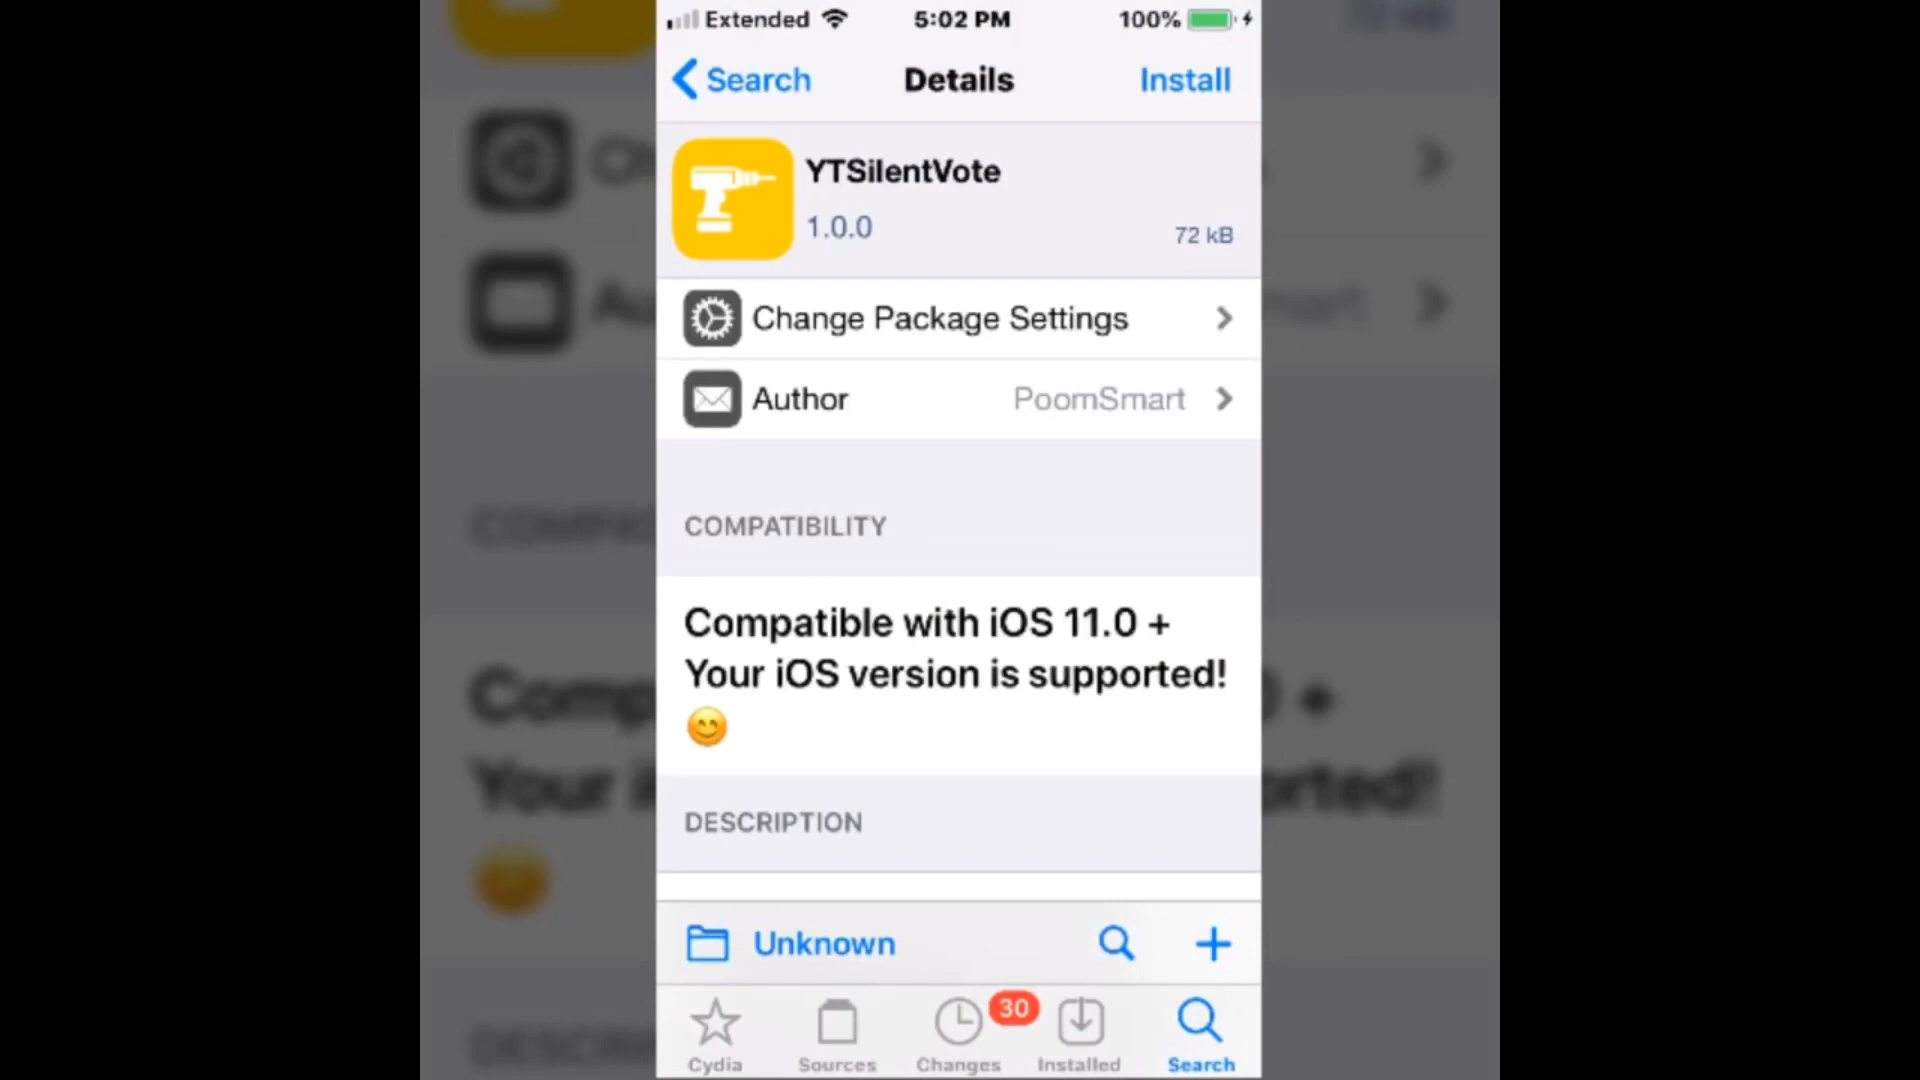 Extended 5:02 PM 100%
Search Details Install
YTSilentVote
1.0.0 72 kB
Change Package Settings
Author PoomSmart
COMPATIBILITY
Compatible with iOS 11.0 +
Your iOS version is supported!
😊
DESCRIPTION
Unknown
30
Cydia Sources Changes Installed Search